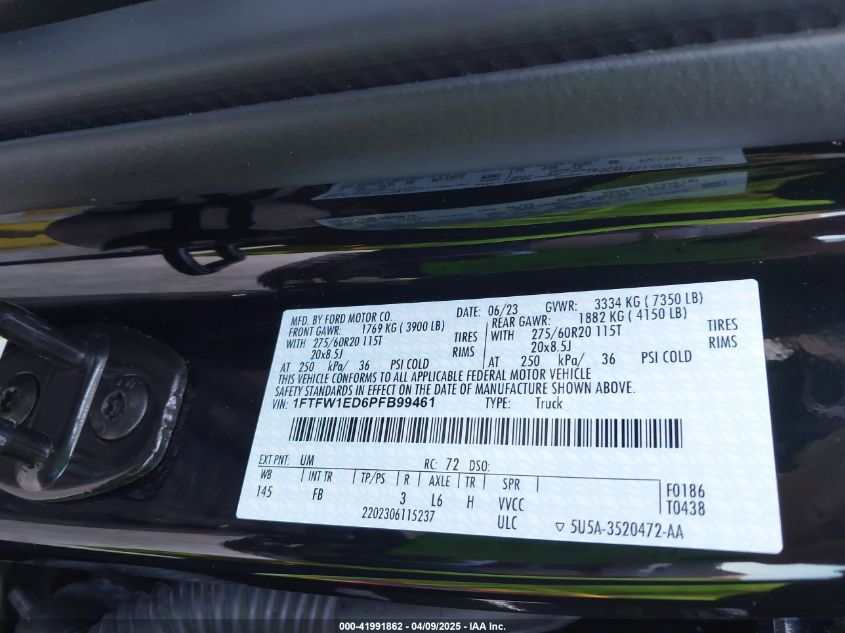 MFD. BY FORD MOTOR CO. DATE: 06/23 GVWR: 3334 KG ( 7350 LB)
FRONT GAWR: 1769 KG ( 3900 LB) REAR GAWR: 1882 KG ( 4150 LB)
WITH 275/60R20 115T TIRES WITH 275/60R20 115T TIRES
20x8.5J RIMS 20x8.5J RIMS
AT 250 kPa/ 36 PSI COLD AT 250 kPa/ 36 PSI COLD
THIS VEHICLE CONFORMS TO ALL APPLICABLE FEDERAL MOTOR VEHICLE
SAFETY STANDARDS IN EFFECT ON THE DATE OF MANUFACTURE SHOWN ABOVE.
VIN: 1FTFW1ED6PFB99461 TYPE: Truck
EXT PNT: UM RC: 72 DSO:
WB INT TR TP/PS R AXLE TR SPR
145 FB 3 L6 H VVCC F0186
2202306115237 ULC T0438
5U5A-3520472-AA
000-41991862 - 04/09/2025 - IAA Inc.